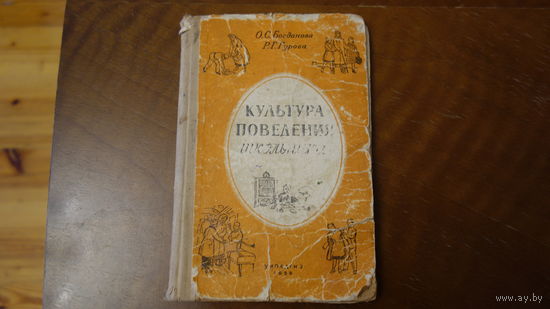 О. С. Богданова
Р. Г. Гурова
КУЛЬТУРА
ПОВЕДЕНИЯ
ШКОЛЬНИКА
УЧПЕДГИЗ
www.ay.by